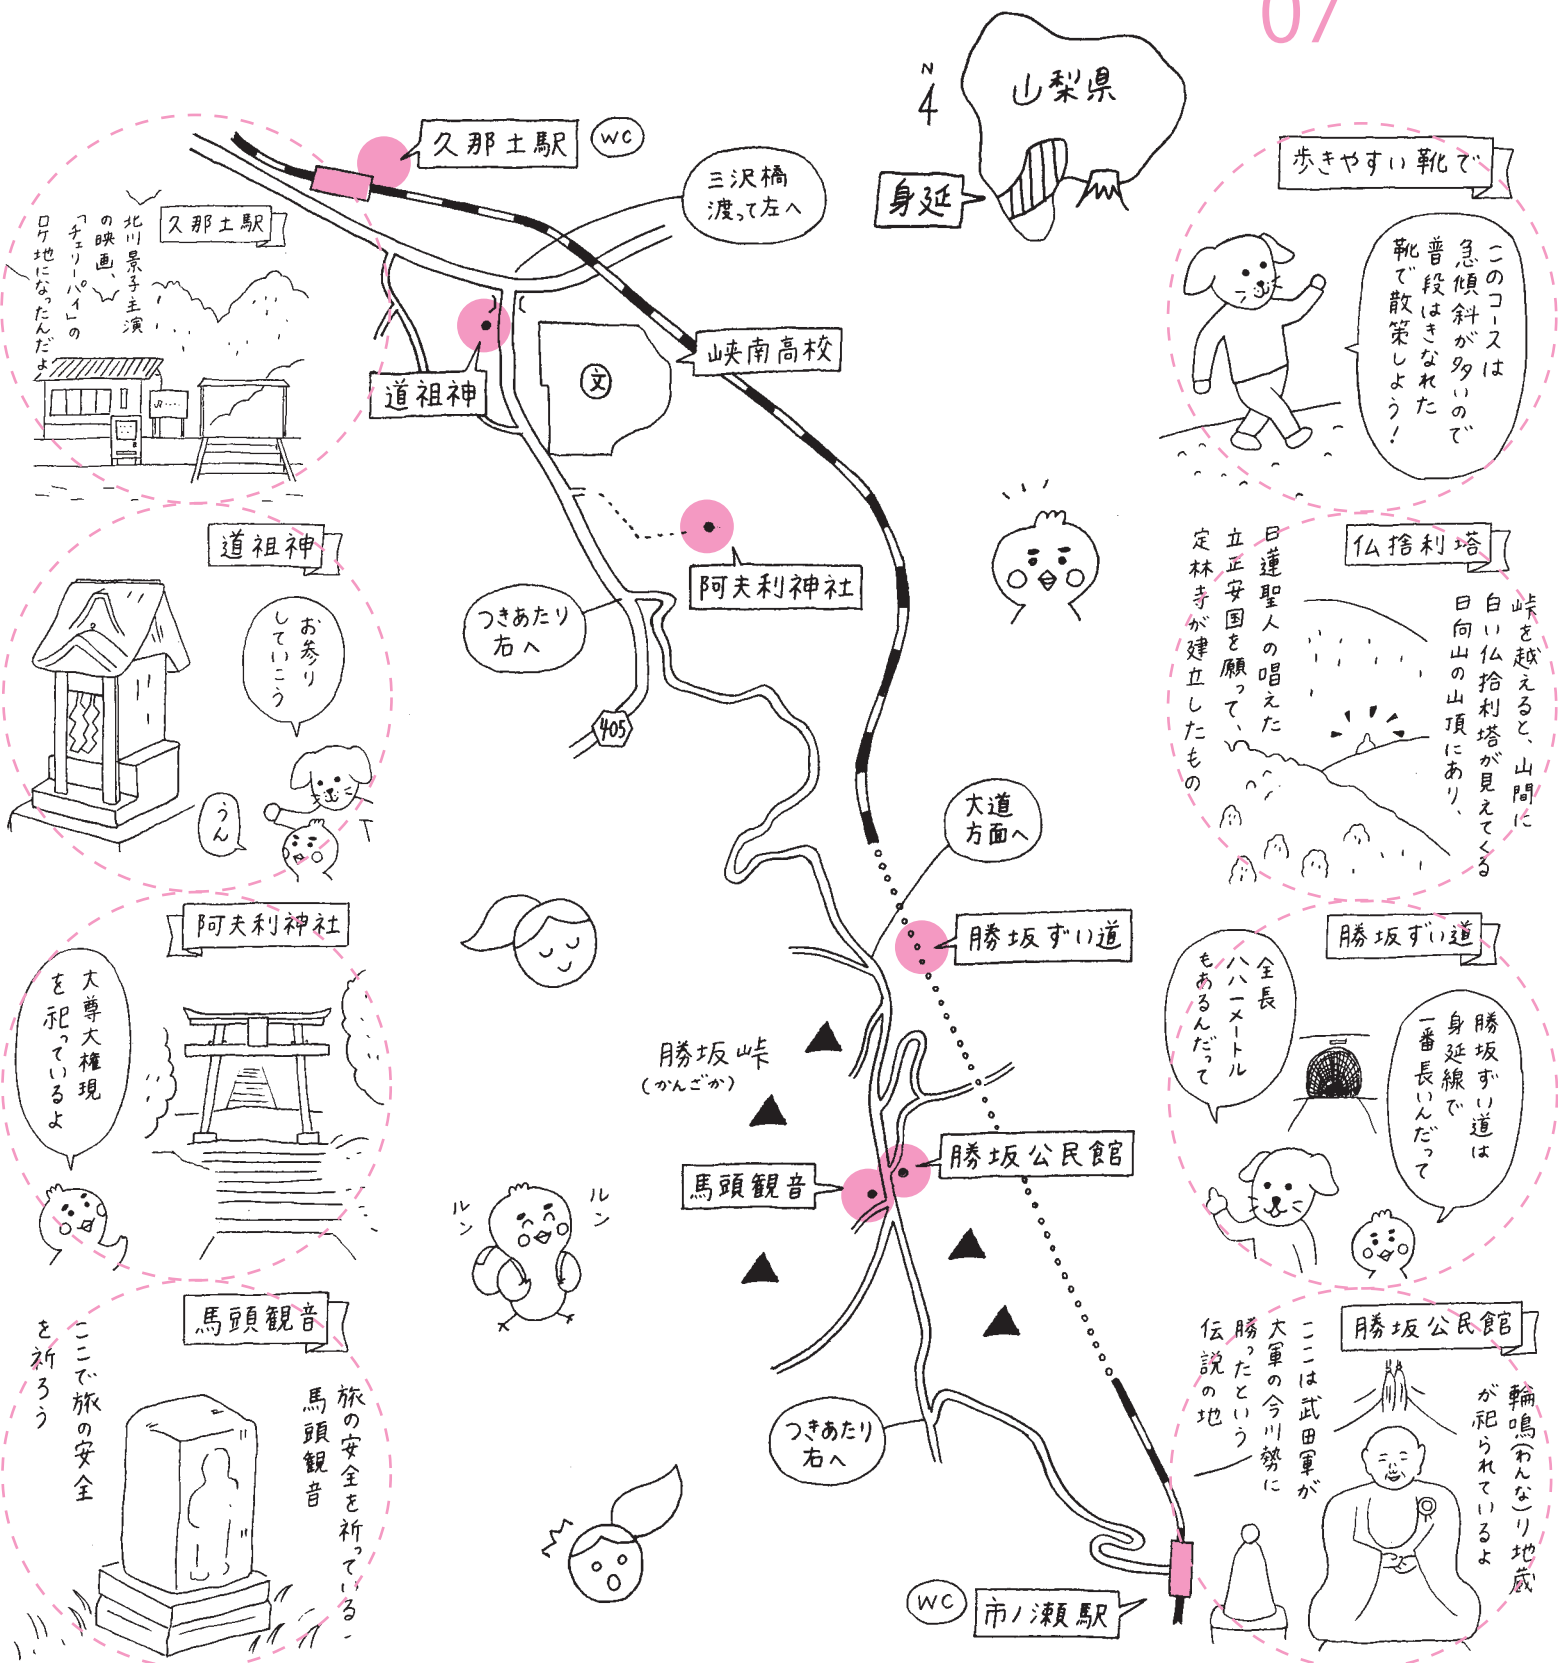 07
N
4
山梨県
身延
久那土駅
WC
三沢橋
渡って左へ
道祖神
峡南高校
文
阿夫利神社
つきあたり
右へ
405
大道
方面へ
勝坂ずい道
勝坂峠
(かんざか)
勝坂公民館
馬頭観音
つきあたり
右へ
WC
市ノ瀬駅
ルン
ルン
久那土駅
北川景子主演
の映画、
「チェリーパイ」の
ロケ地になったんだよ
JR
道祖神
お参り
していこう
うん
阿夫利神社
大尊大権現
を祀っているよ
馬頭観音
旅の安全を祈っている
馬頭観音
ここで旅の安全
を祈ろう
歩きやすい靴で
このコースは
急傾斜が多いので
普段はきなれた
靴で散策しよう!
仏捨利塔
峠を越えると、山間に
白い仏拾利塔が見えてくる
日向山の山頂にあり、
日蓮聖人の唱えた
立正安国を願って、
定林寺が建立したもの
勝坂ずい道
勝坂ずい道は
身延線で
一番長いんだって
全長
八八一メートル
もあるんだって
勝坂公民館
輪鳴(わんな)り地蔵
が祀られているよ
ここは武田軍が
大軍の今川勢に
勝ったという
伝説の地